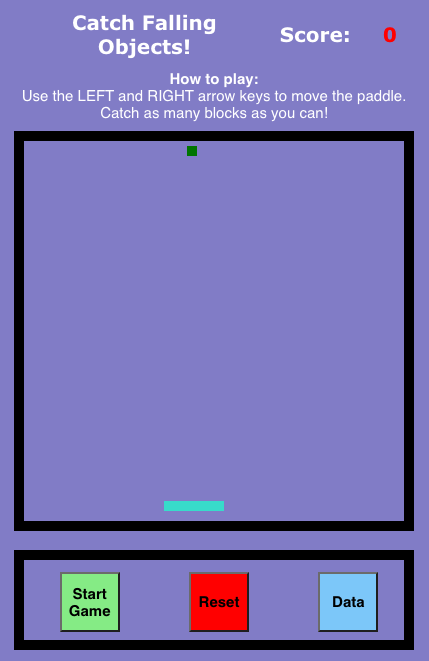 Catch Falling
Objects!
Score: 0
How to play:
Use the LEFT and RIGHT arrow keys to move the paddle.
Catch as many blocks as you can!
Start
Game
Reset
Data